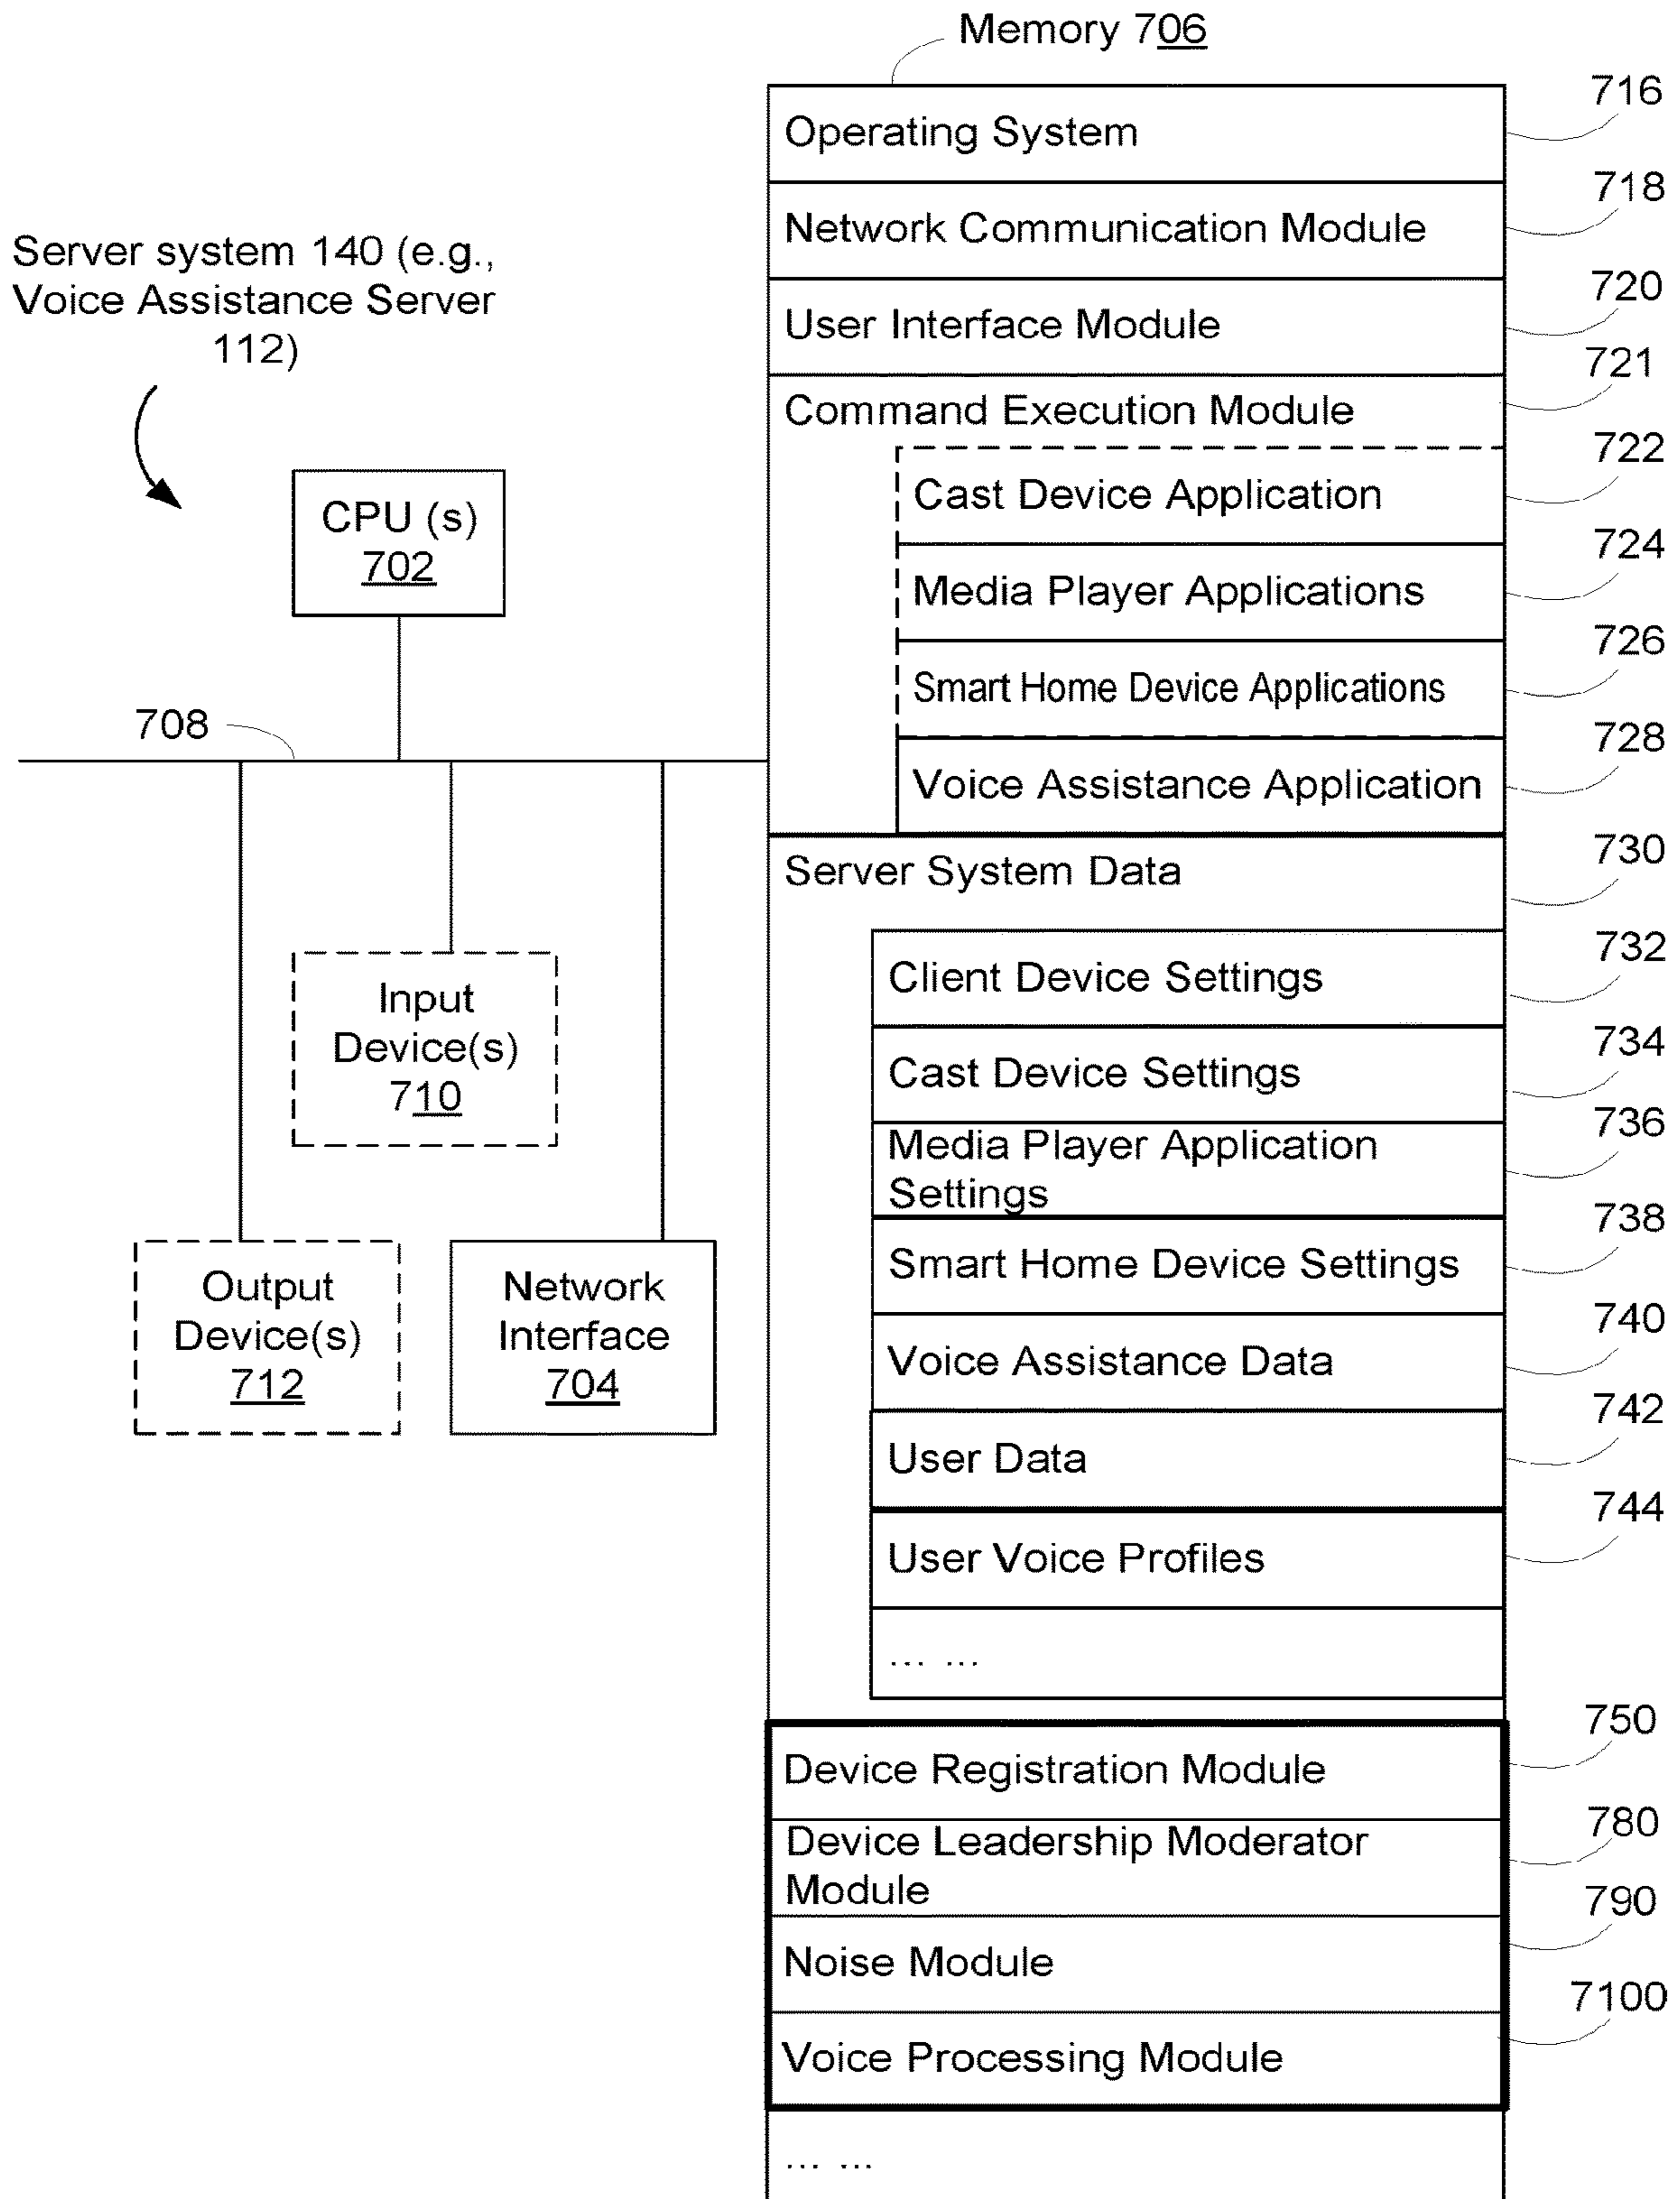 Memory 706
Operating System
716
Network Communication Module
718
User Interface Module
720
Command Execution Module
721
Cast Device Application
722
Media Player Applications
724
Smart Home Device Applications
726
Voice Assistance Application
728
Server System Data
730
Client Device Settings
732
Cast Device Settings
734
Media Player Application
Settings
736
Smart Home Device Settings
738
Voice Assistance Data
740
User Data
742
User Voice Profiles
744
... ...
Device Registration Module
750
Device Leadership Moderator
Module
780
Noise Module
790
Voice Processing Module
7100
... ...
Server system 140 (e.g.,
Voice Assistance Server
112)
CPU (s)
702
708
Input
Device(s)
710
Output
Device(s)
712
Network
Interface
704